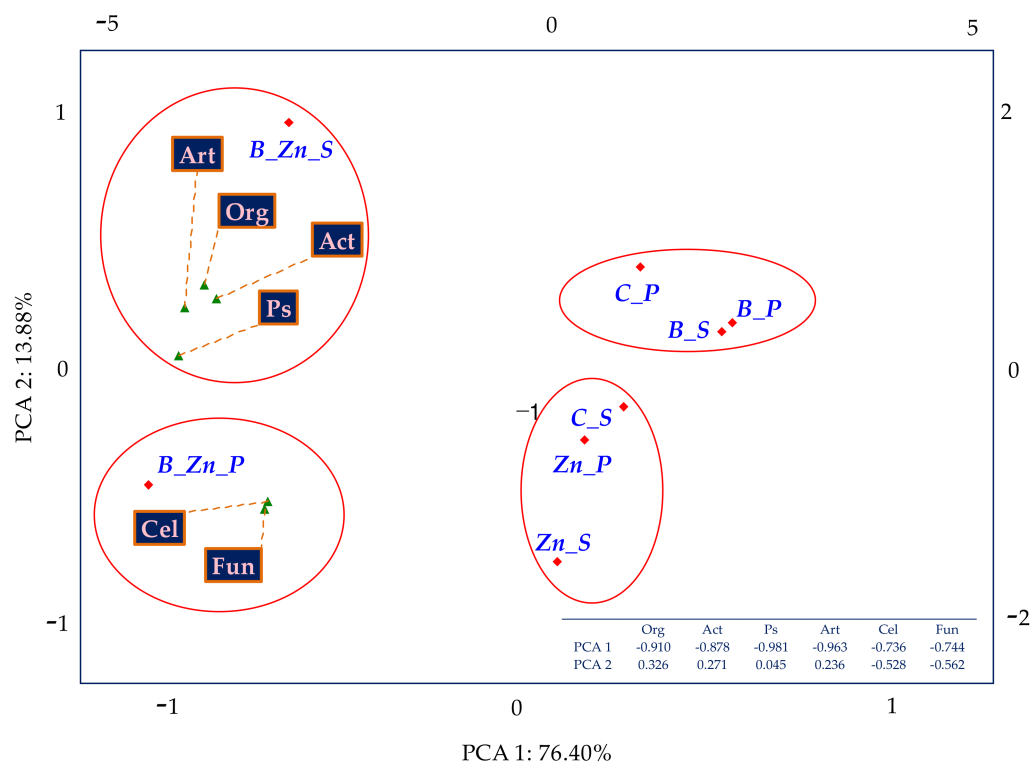 -5 0 5
1 2
Art
B_Zn_S
Org
Act
Ps
C_P
B_P
B_S
0 0
PCA 2: 13.88%
−1
C_S
Zn_P
B_Zn_P
Cel
Fun
Zn_S
-1 -2
Org Act Ps Art Cel Fun
PCA 1 -0.910 -0.878 -0.981 -0.963 -0.736 -0.744
PCA 2 0.326 0.271 0.045 0.236 -0.528 -0.562
-1 0 1
PCA 1: 76.40%